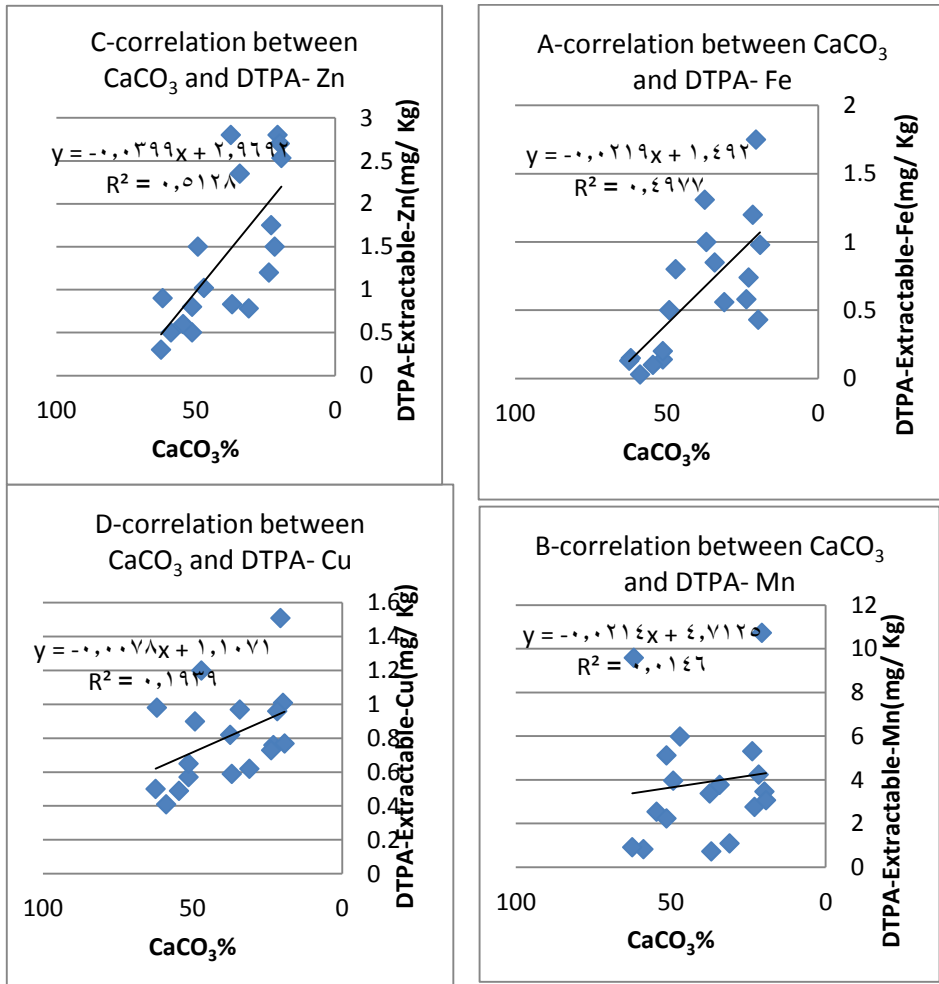 C-correlation between
CaCO₃ and DTPA- Zn
y = -٠,٠٣٩٩x + ٢,٩٦٩٢
R² = ٠,٥١٢٨
3
2.5
2
1.5
1
0.5
0
DTPA-Extractable-Zn(mg/ Kg)
100 50 0
CaCO₃%
A-correlation between CaCO₃
and DTPA- Fe
y = -٠,٠٢١٩x + ١,٤٩٢
R² = ٠,٤٩٧٧
2
1.5
1
0.5
0
DTPA-Extractable-Fe(mg/ Kg)
100 50 0
CaCO₃%
D-correlation between
CaCO₃ and DTPA- Cu
y = -٠,٠٠٧٨x + ١,١٠٧١
R² = ٠,١٩٣٩
1.6
1.4
1.2
1
0.8
0.6
0.4
0.2
0
DTPA-Extractable-Cu(mg/ Kg)
100 50 0
CaCO₃%
B-correlation between CaCO₃
and DTPA- Mn
y = -٠,٠٢١٤x + ٤,٧١٢٥
R² = ٠,٠١٤٦
12
10
8
6
4
2
0
DTPA-Extractable-Mn(mg/ Kg)
100 50 0
CaCO₃%